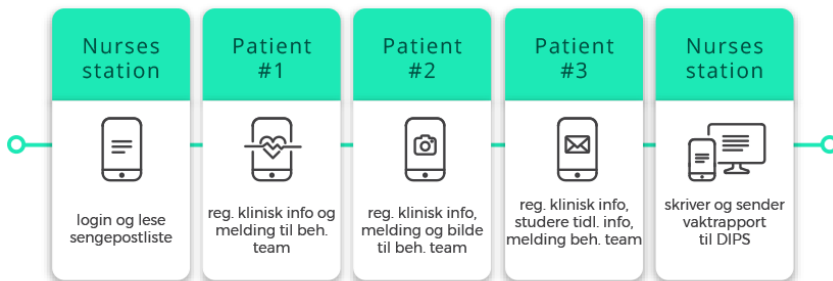 Nurses
station
login og lese
sengepostliste
Patient
#1
reg. klinisk info og
melding til beh.
team
Patient
#2
reg. klinisk info,
melding og bilde
til beh. team
Patient
#3
reg. klinisk info,
studere tidl. info,
melding beh. team
Nurses
station
skriver og sender
vaktrapport
til DIPS